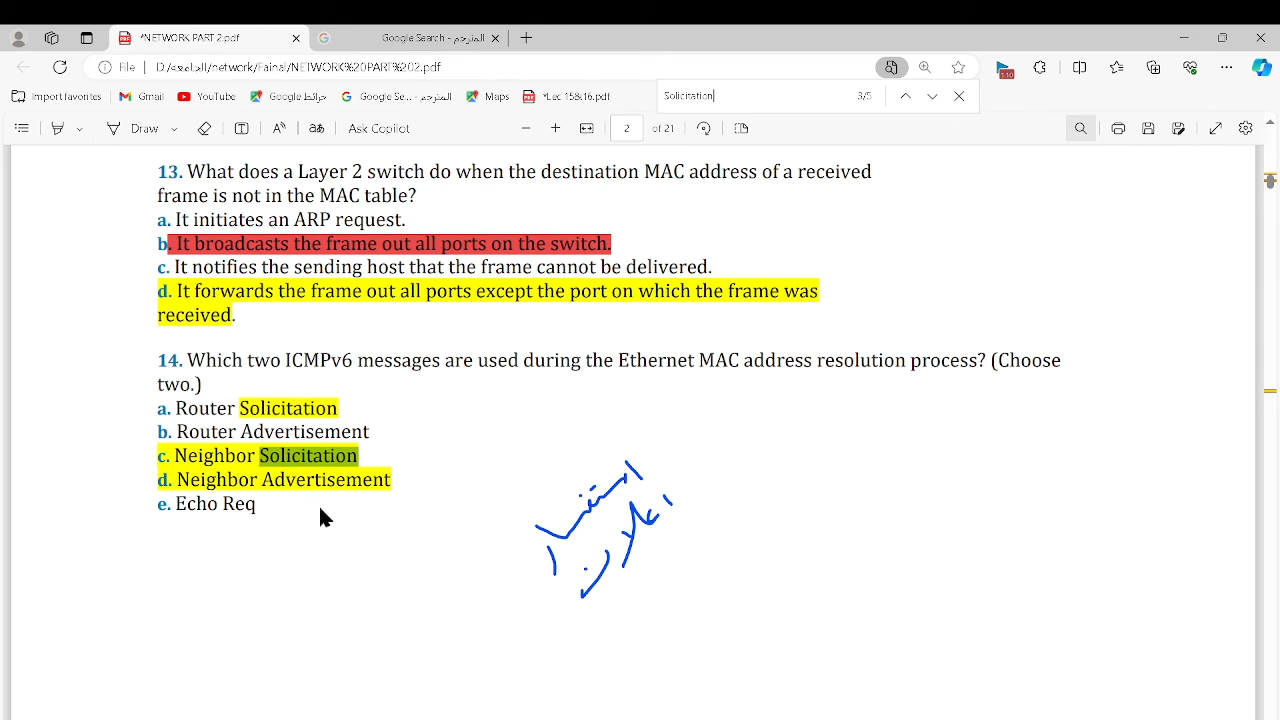 *NETWORK PART 2.pdf
Google Search - المترجم
File D:/الجامعة/network/Fainal/NETWORK%20PART%202.pdf
1.10
Import favorites Gmail YouTube خرائط Google Google Se... - المترجم Maps *Lec 15&16.pdf
Solicitation 3/5
Draw Ask Copilot 2 of 21
13. What does a Layer 2 switch do when the destination MAC address of a received
frame is not in the MAC table?
a. It initiates an ARP request.
b. It broadcasts the frame out all ports on the switch.
c. It notifies the sending host that the frame cannot be delivered.
d. It forwards the frame out all ports except the port on which the frame was
received.
14. Which two ICMPv6 messages are used during the Ethernet MAC address resolution process? (Choose
two.)
a. Router Solicitation
b. Router Advertisement
c. Neighbor Solicitation
d. Neighbor Advertisement
e. Echo Req